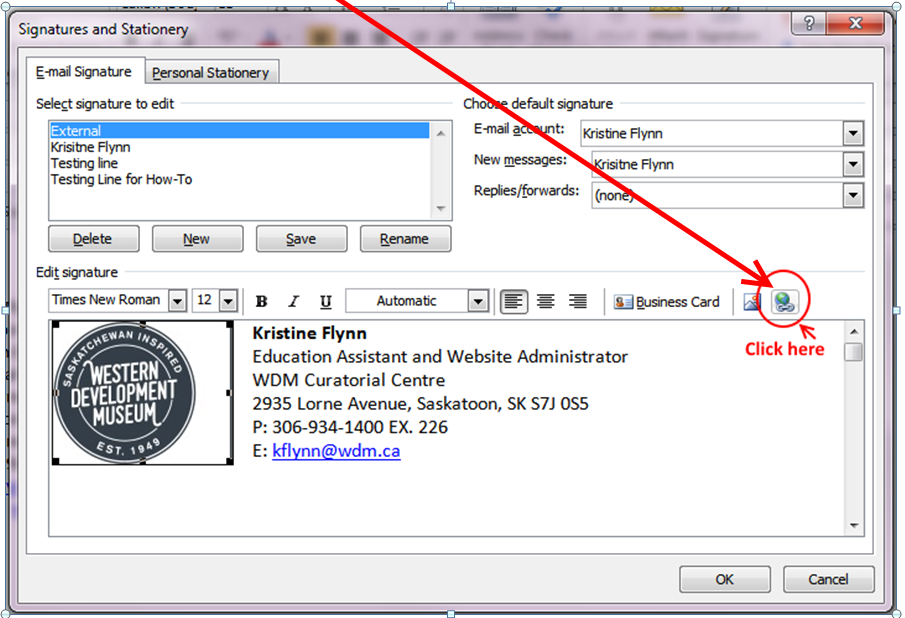 Signatures and Stationery
E-mail Signature
Personal Stationery
Select signature to edit
Choose default signature
External
Krisitne Flynn
Testing line
Testing Line for How-To
E-mail account:
Kristine Flynn
New messages:
Krisitne Flynn
Replies/forwards:
(none)
Delete
New
Save
Rename
Edit signature
Times New Roman
12
B
I
U
Automatic
Business Card
Click here
SASKATCHEWAN INSPIRED
WESTERN
DEVELOPMENT
MUSEUM
EST. 1949
Kristine Flynn
Education Assistant and Website Administrator
WDM Curatorial Centre
2935 Lorne Avenue, Saskatoon, SK S7J 0S5
P: 306-934-1400 EX. 226
E: kflynn@wdm.ca
OK
Cancel